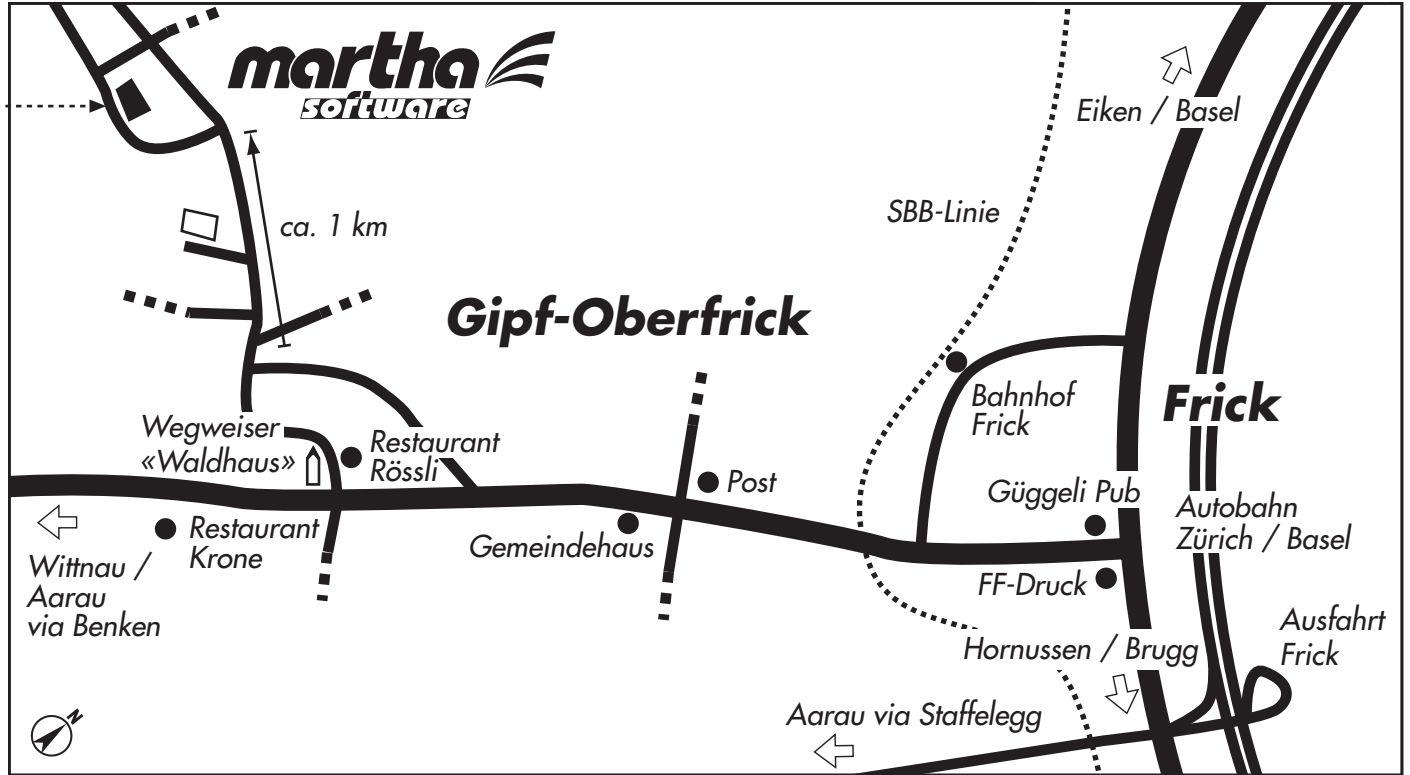 martha
software
Eiken / Basel
SBB-Linie
ca. 1 km
Gipf-Oberfrick
Bahnhof
Frick
Frick
Wegweiser
«Waldhaus»
Restaurant
Rössli
Post
Güggeli Pub
Autobahn
Zürich / Basel
Restaurant
Krone
Gemeindehaus
Wittnau /
Aarau
via Benken
FF-Druck
Ausfahrt
Frick
Hornussen / Brugg
Aarau via Staffelegg
N